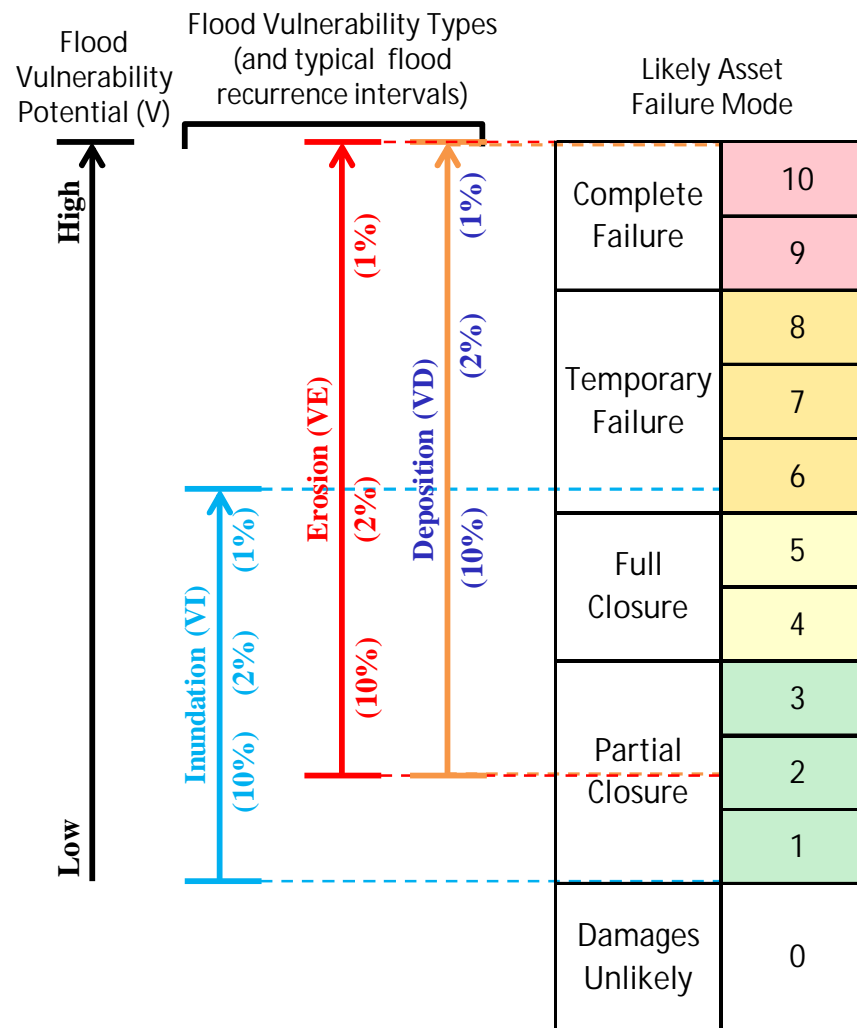 Flood
Vulnerability
Potential (V)
Flood Vulnerability Types
(and typical flood
recurrence intervals)
Likely Asset
Failure Mode
High
Low
Inundation (VI)
(10%)
(2%)
(1%)
Erosion (VE)
(10%)
(2%)
(1%)
Deposition (VD)
(10%)
(2%)
(1%)
Complete
Failure
10
9
Temporary
Failure
8
7
6
Full
Closure
5
4
Partial
Closure
3
2
1
Damages
Unlikely
0